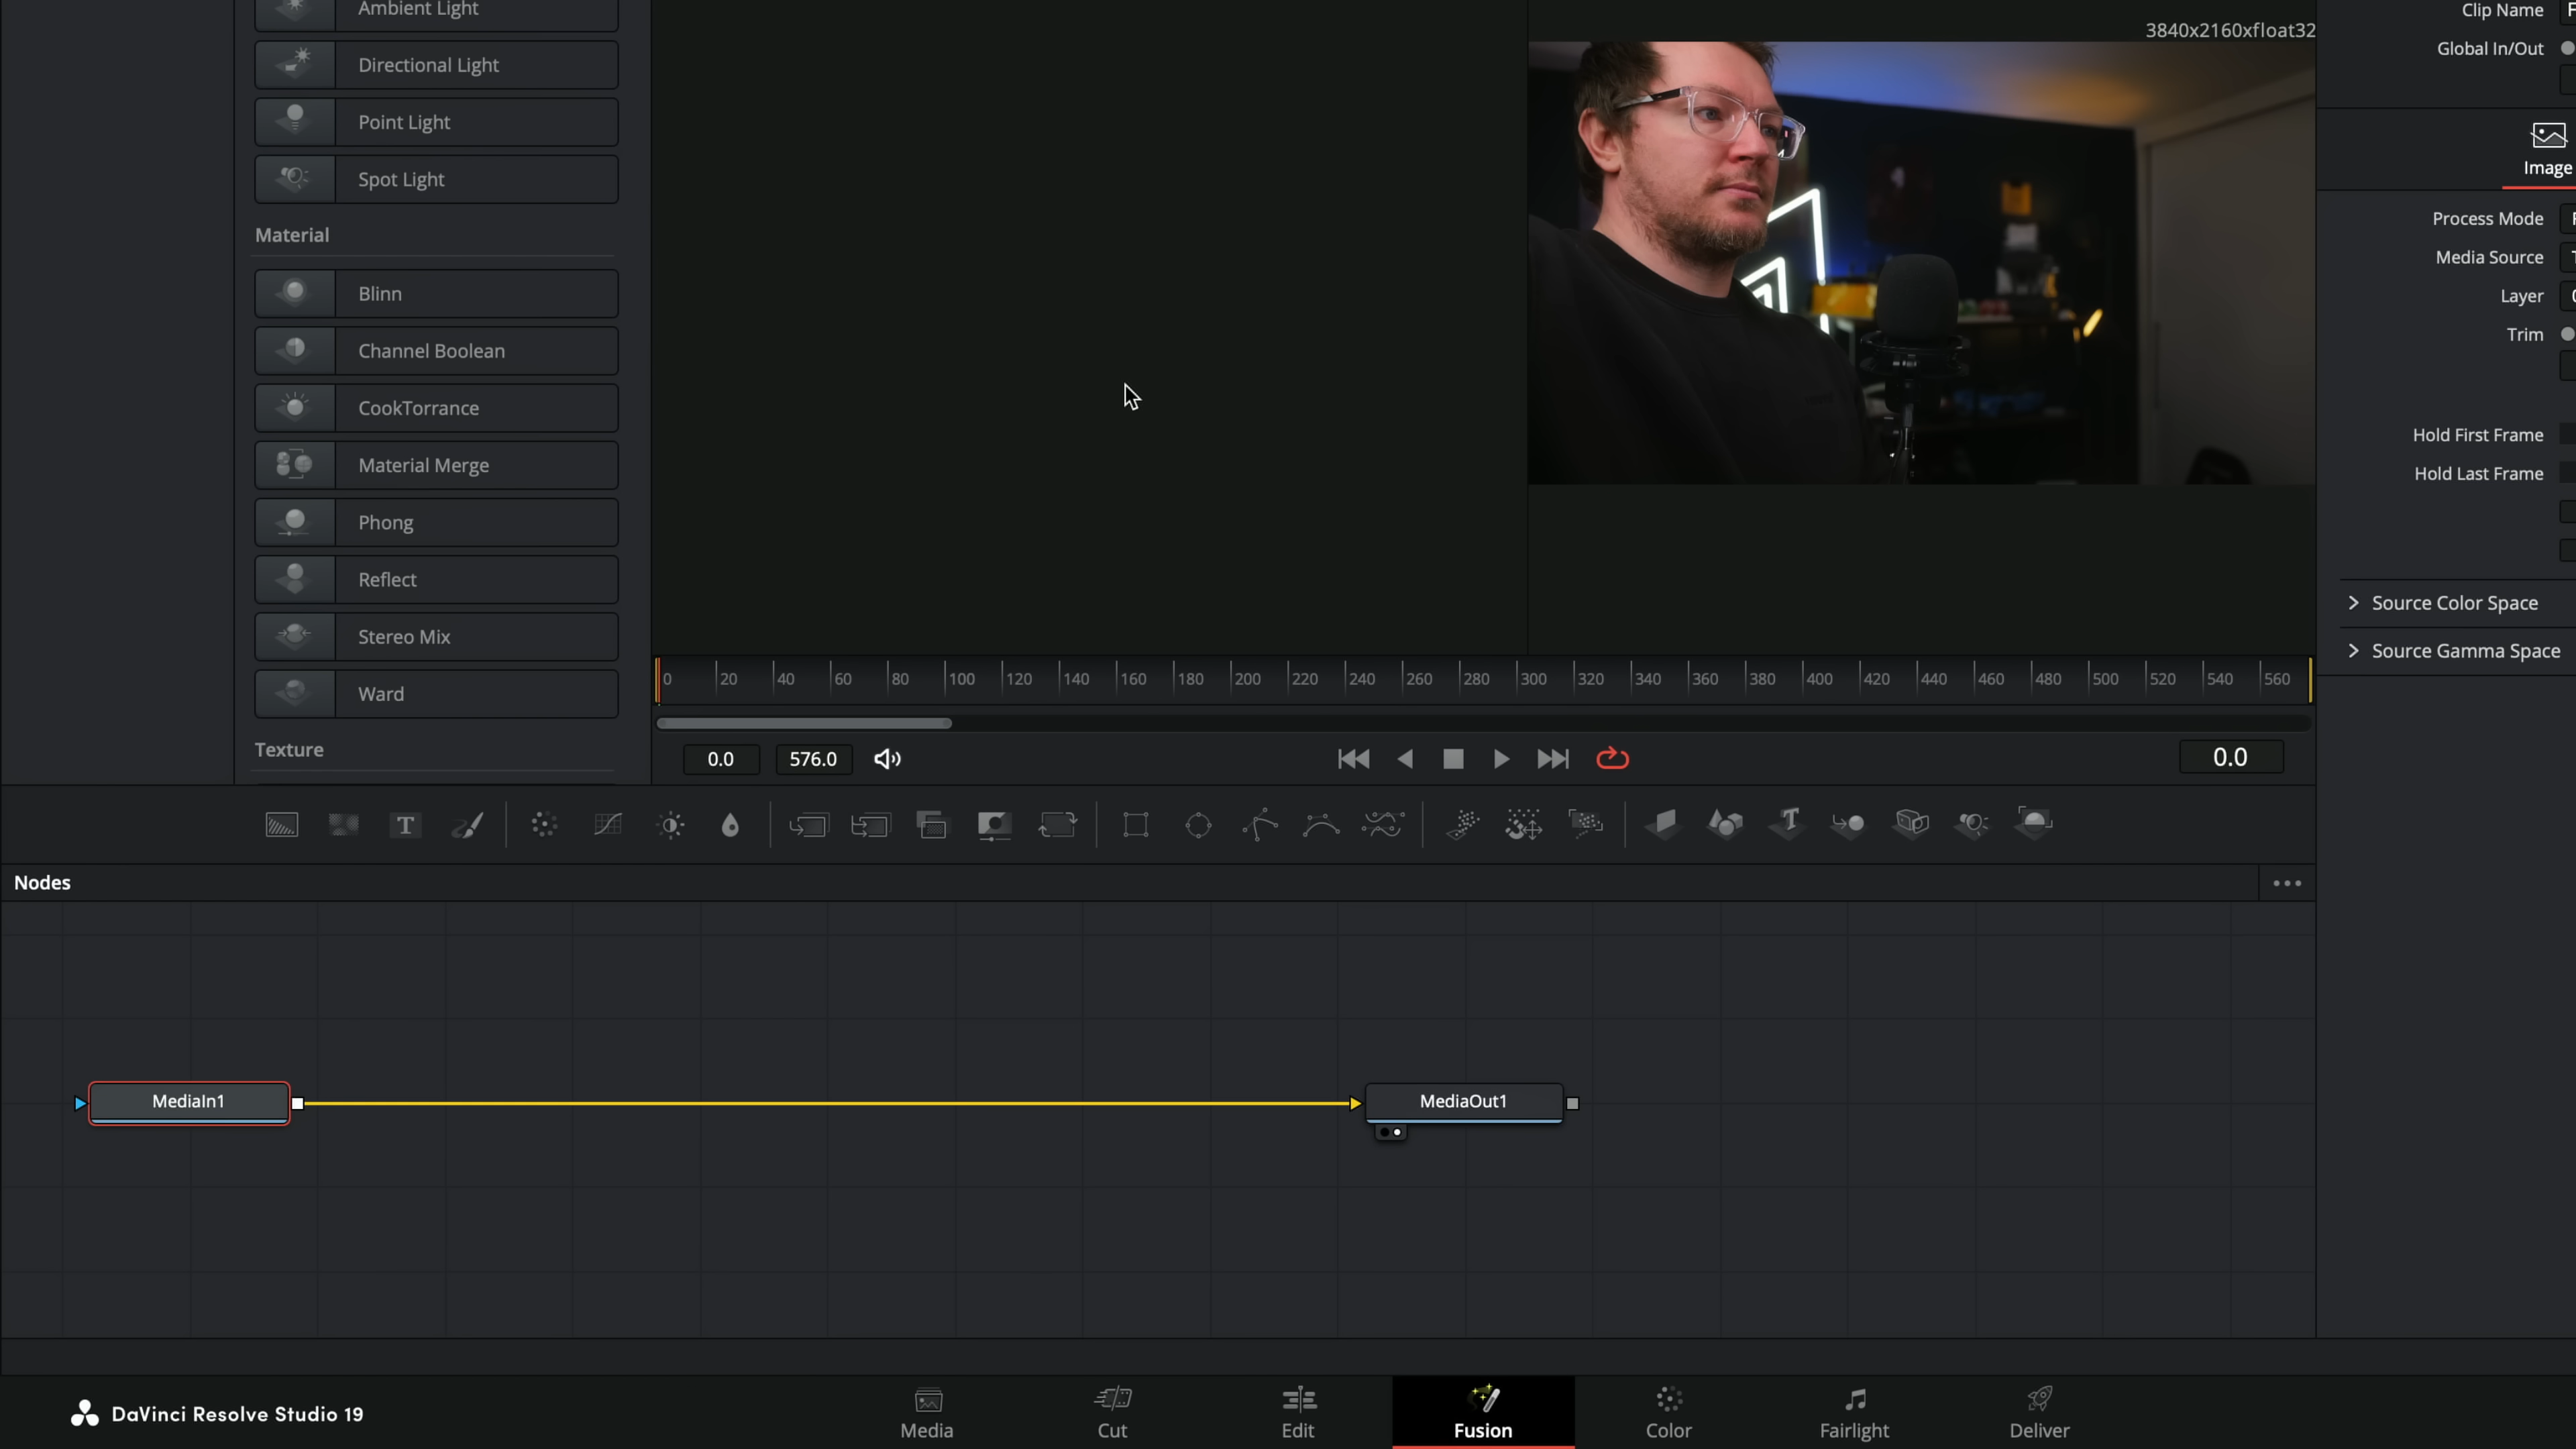 Ambient Light
Directional Light
Point Light
Spot Light
Material
Blinn
Channel Boolean
CookTorrance
Material Merge
Phong
Reflect
Stereo Mix
Ward
Texture
3840x2160xfloat32
Clip Name
Global In/Out
Image
Process Mode
Media Source
Layer
Trim
Hold First Frame
Hold Last Frame
Source Color Space
Source Gamma Space
0 20 40 60 80 100 120 140 160 180 200 220 240 260 280 300 320 340 360 380 400 420 440 460 480 500 520 540 560
0.0 576.0 0.0
T T
Nodes
MediaIn1 MediaOut1
DaVinci Resolve Studio 19
Media Cut Edit Fusion Color Fairlight Deliver